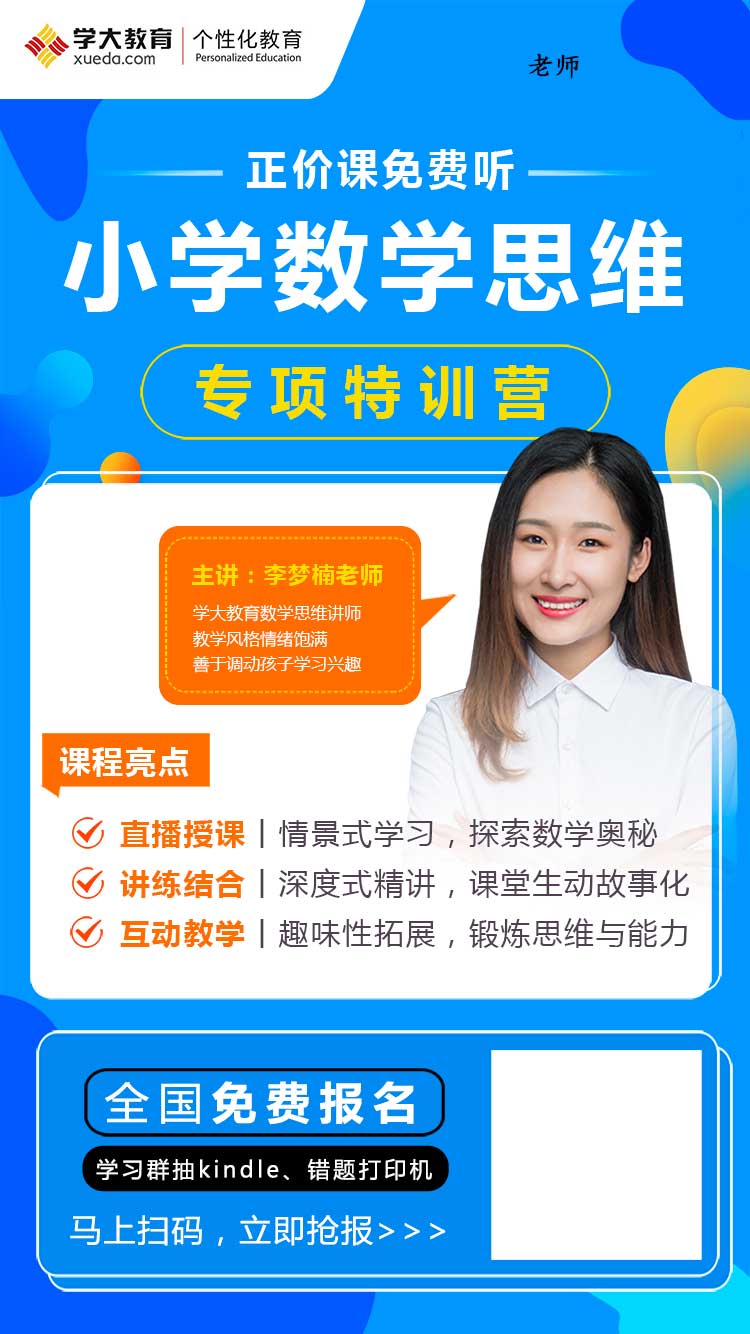 学大教育
xueda.com
个性化教育
Personalized Education
老师
正价课免费听
小学数学思维
专项特训营
主讲：李梦楠老师
学大教育数学思维讲师
教学风格情绪饱满
善于调动孩子学习兴趣
课程亮点
直播授课｜情景式学习，探索数学奥秘
讲练结合｜深度式精讲，课堂生动故事化
互动教学｜趣味性拓展，锻炼思维与能力
全国免费报名
学习群抽kindle、错题打印机
马上扫码，立即抢报>>>